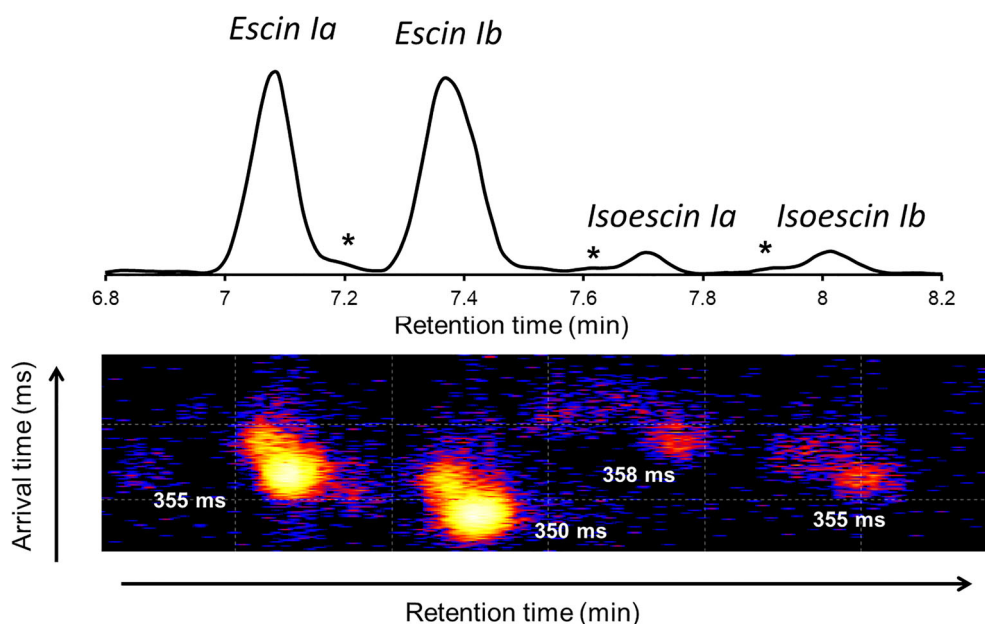 Escin Ia
Escin Ib
Isoescin Ia
Isoescin Ib
*
*
*
6.8
7
7.2
7.4
7.6
7.8
8
8.2
Retention time (min)
Arrival time (ms)
355 ms
350 ms
358 ms
355 ms
Retention time (min)